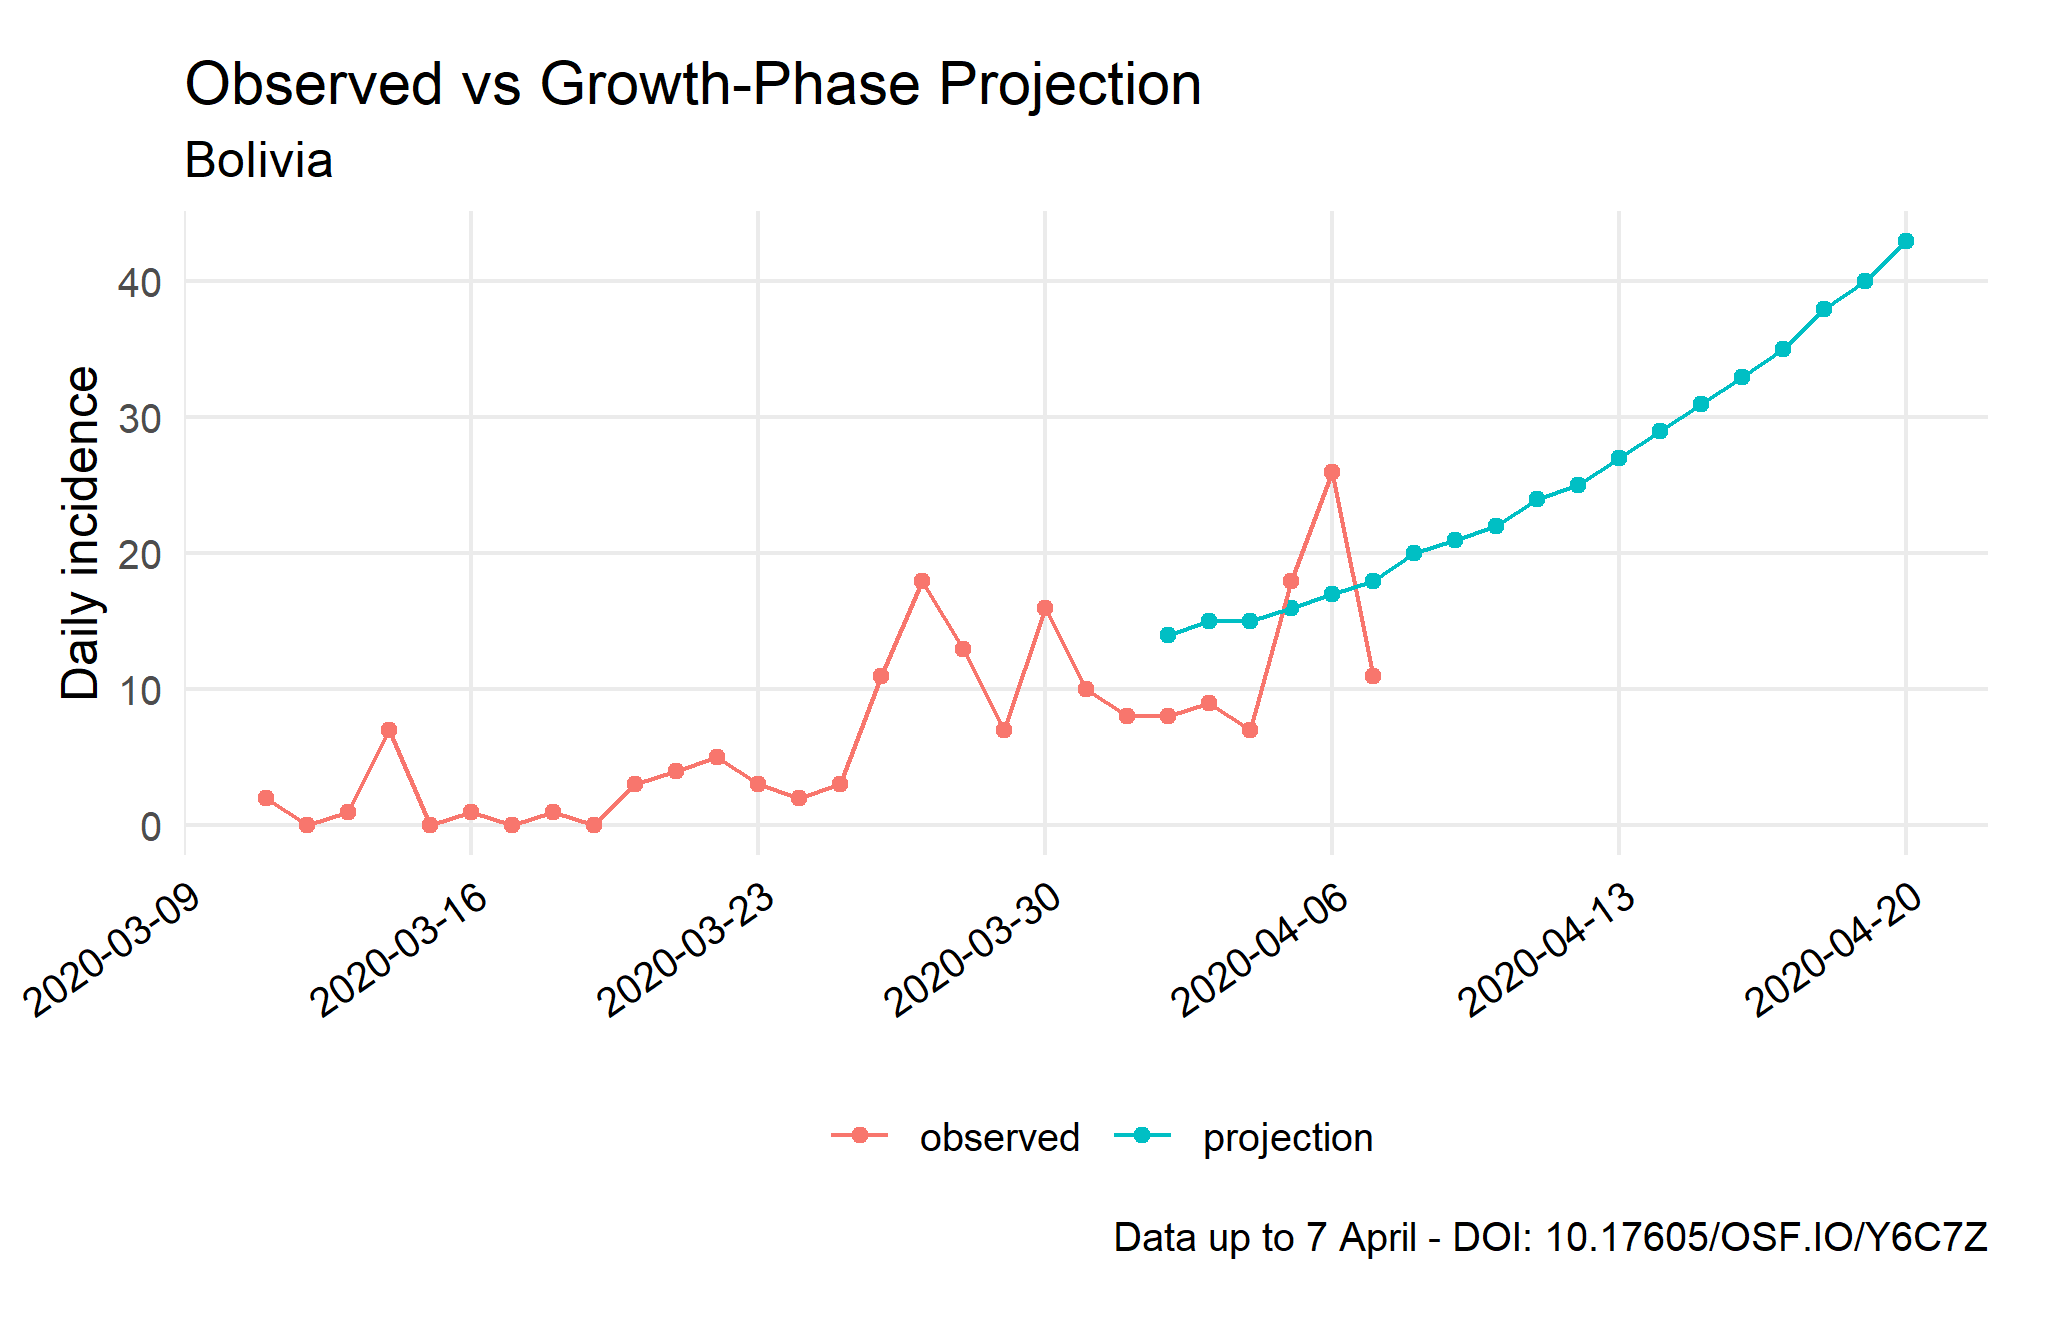 Observed vs Growth-Phase Projection
Bolivia
Daily incidence
40
30
20
10
0
2020-03-09
2020-03-16
2020-03-23
2020-03-30
2020-04-06
2020-04-13
2020-04-20
observed
projection
Data up to 7 April - DOI: 10.17605/OSF.IO/Y6C7Z